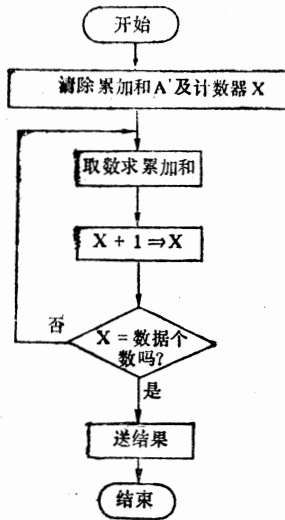 开始
清除累加和A'及计数器X
取数求累加和
X + 1⇒X
X = 数据个
数吗?
否
是
送结果
结束